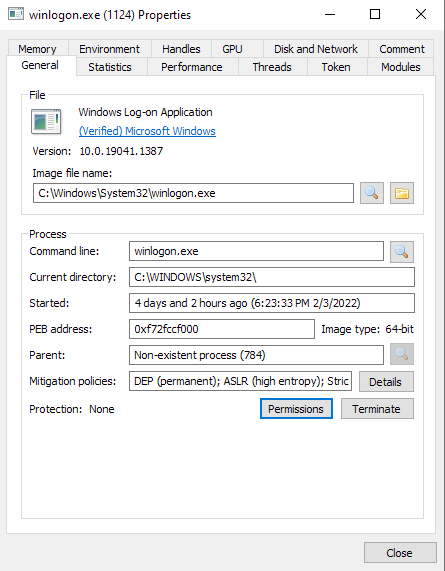 winlogon.exe (1124) Properties
Memory Environment Handles GPU Disk and Network Comment
General Statistics Performance Threads Token Modules
File
Windows Log-on Application
(Verified) Microsoft Windows
Version: 10.0.19041.1387
Image file name:
C:\Windows\System32\winlogon.exe
Process
Command line: winlogon.exe
Current directory: C:\WINDOWS\system32\
Started: 4 days and 2 hours ago (6:23:33 PM 2/3/2022)
PEB address: 0xf72fccf000 Image type: 64-bit
Parent: Non-existent process (784)
Mitigation policies: DEP (permanent); ASLR (high entropy); Stric Details
Protection: None Permissions Terminate
Close